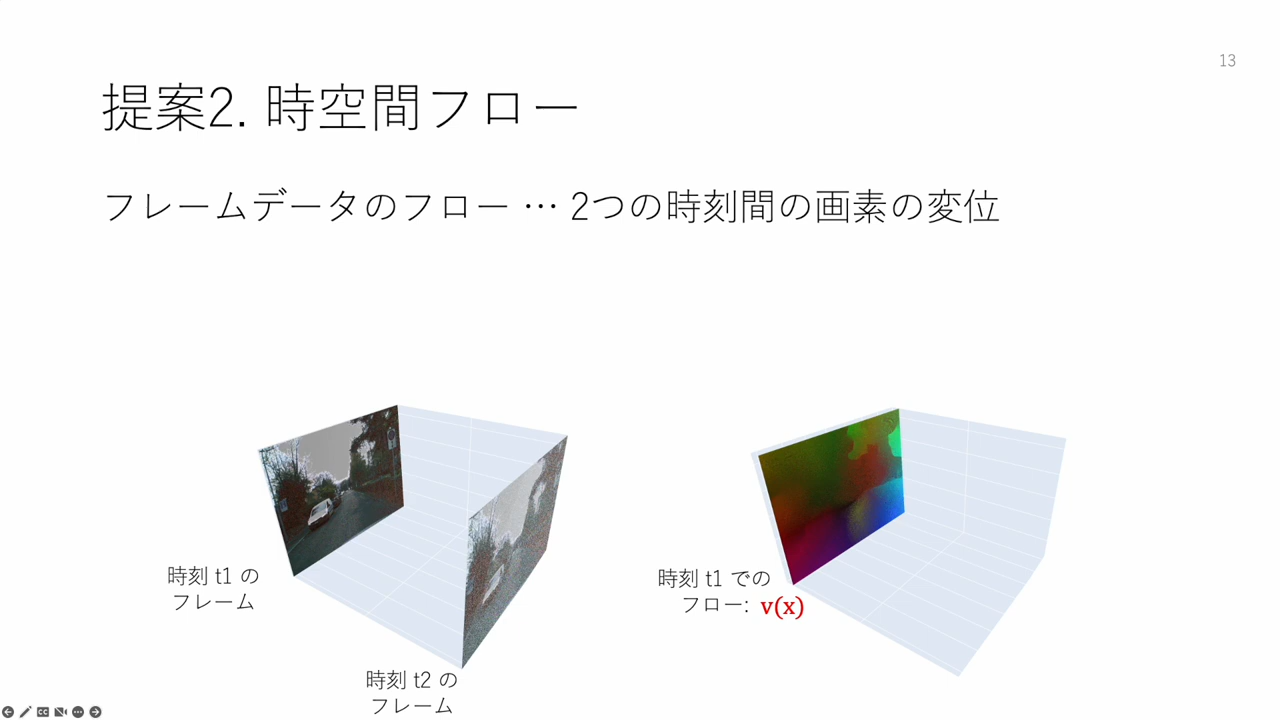 13
提案2. 時空間フロー
フレームデータのフロー … 2つの時刻間の画素の変位
時刻 t1 の
フレーム
時刻 t2 の
フレーム
時刻 t1 での
フロー: v(x)